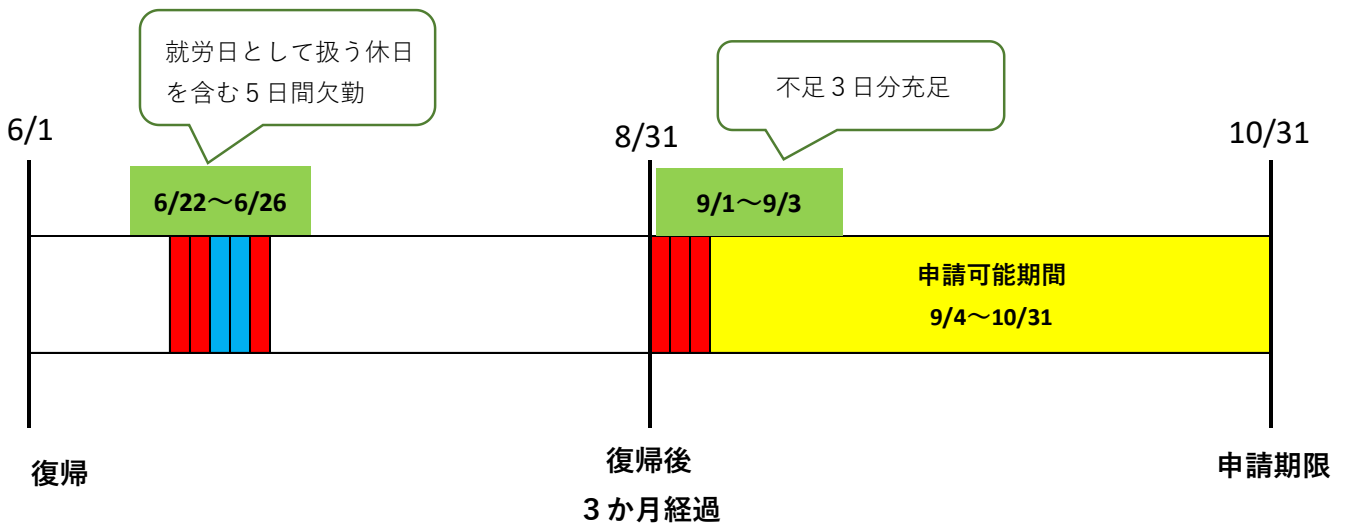 就労日として扱う休日
を含む５日間欠勤
不足３日分充足
6/1
8/31
10/31
6/22～6/26
9/1～9/3
申請可能期間
9/4～10/31
復帰
復帰後
３か月経過
申請期限